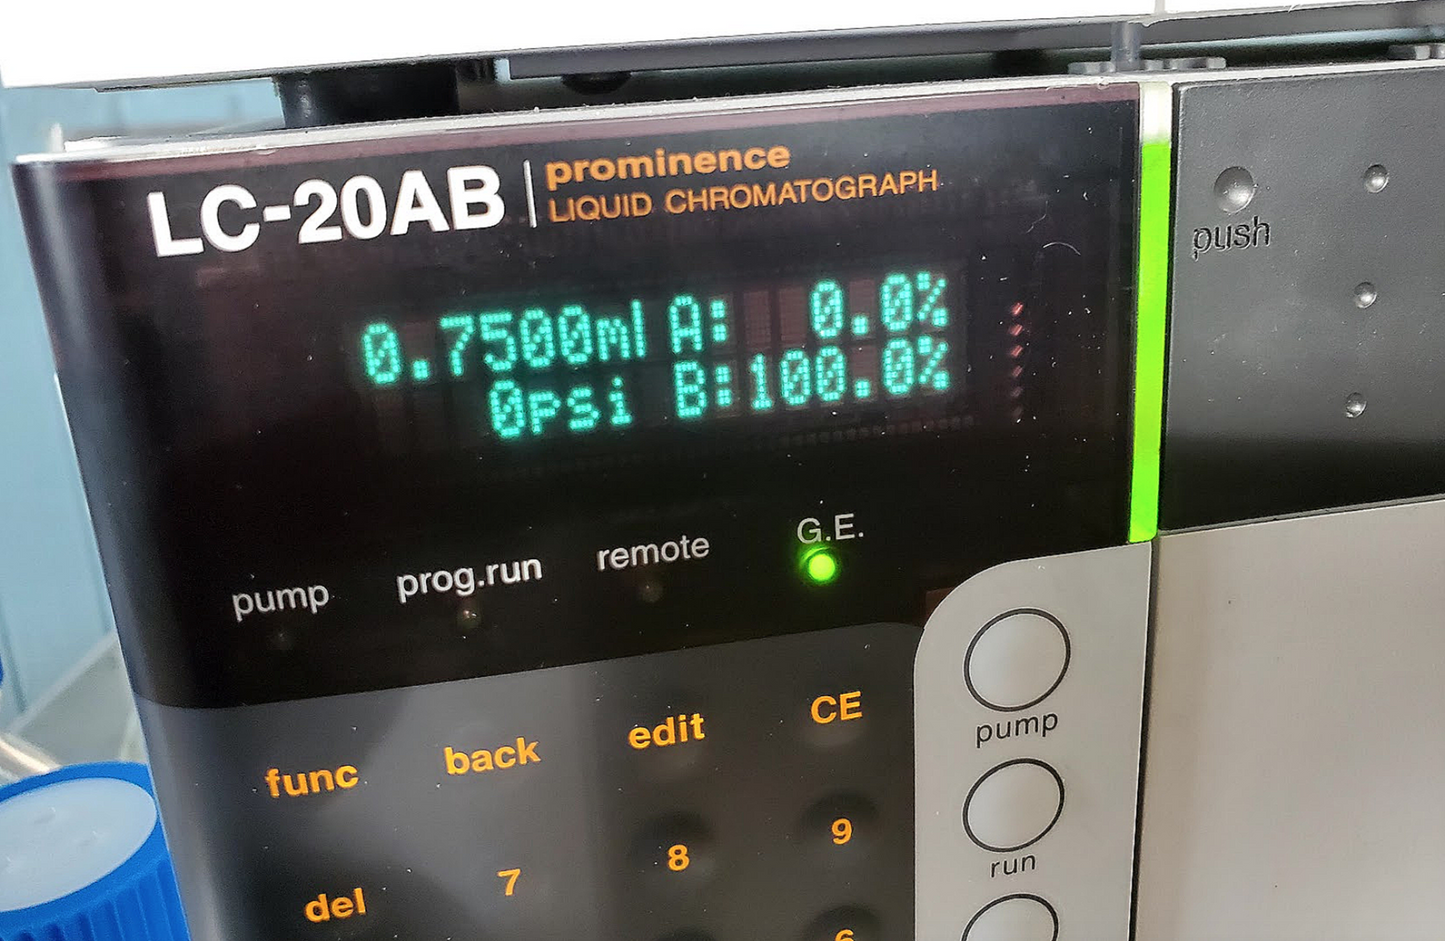 LC-20AB
prominence
LIQUID CHROMATOGRAPH
0.7500ml A: 0.0%
0psi B:100.0%
push
pump prog.run remote G.E.
func back edit CE
del 7 8 9
6
pump
run